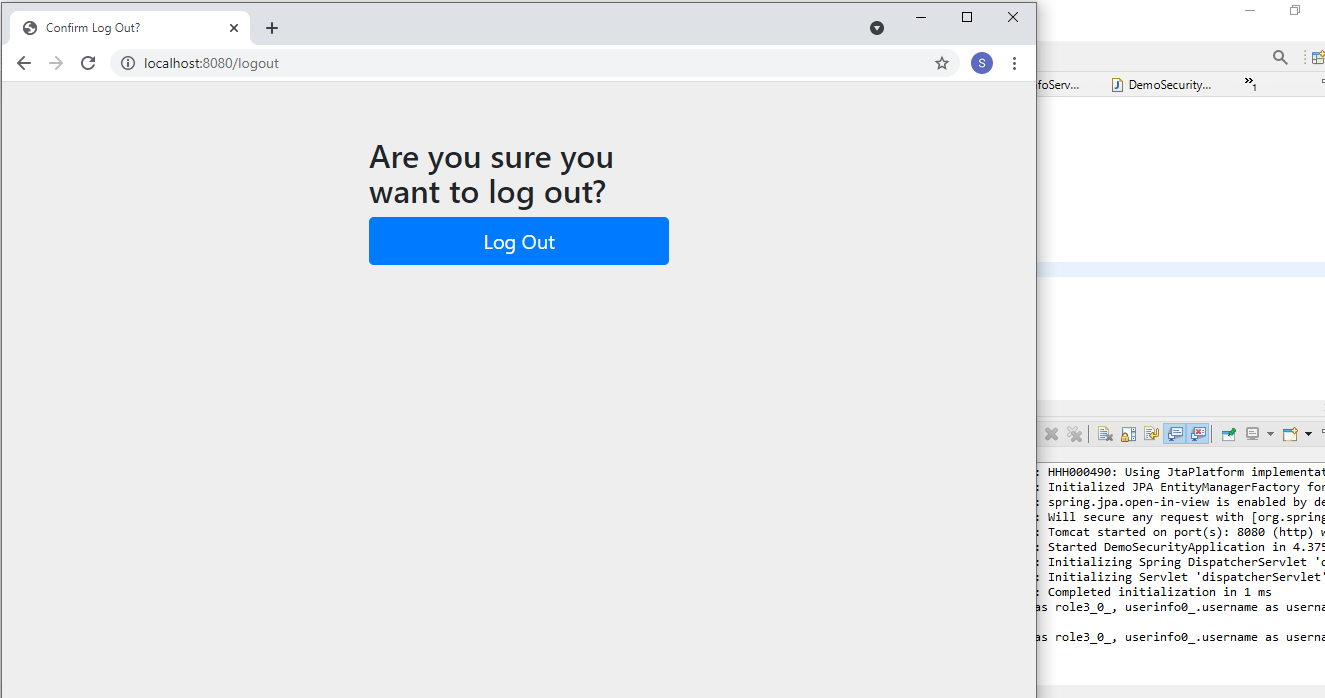 Confirm Log Out?
localhost:8080/logout
S
Are you sure you
want to log out?
Log Out
foServ...
DemoSecurity...
1
: HHH000490: Using JtaPlatform implementat
: Initialized JPA EntityManagerFactory for
: spring.jpa.open-in-view is enabled by de
: Will secure any request with [org.spring
: Tomcat started on port(s): 8080 (http) w
: Started DemoSecurityApplication in 4.375
: Initializing Spring DispatcherServlet 'd
: Initializing Servlet 'dispatcherServlet'
: Completed initialization in 1 ms
as role3_0_, userinfo0_.username as userna
as role3_0_, userinfo0_.username as userna